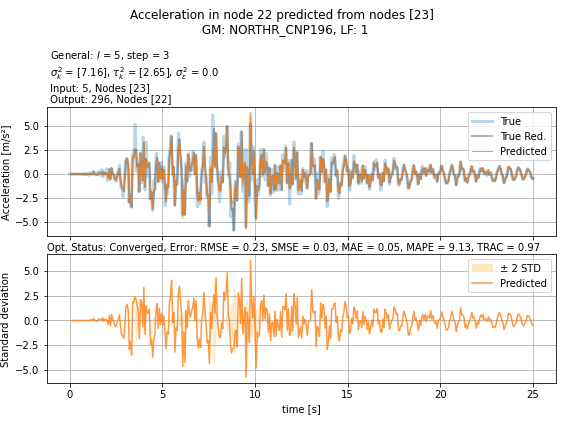 Acceleration in node 22 predicted from nodes [23]
GM: NORTHR_CNP196, LF: 1
General: l = 5, step = 3
σ²ₖ = [7.16], τ²ₖ = [2.65], σ²ε = 0.0
Input: 5, Nodes [23]
Output: 296, Nodes [22]
Acceleration [m/s²]
5.0
2.5
0.0
−2.5
−5.0
True
True Red.
Predicted
Opt. Status: Converged, Error: RMSE = 0.23, SMSE = 0.03, MAE = 0.05, MAPE = 9.13, TRAC = 0.97
Standard deviation
5.0
2.5
0.0
−2.5
−5.0
± 2 STD
Predicted
0 5 10 15 20 25
time [s]